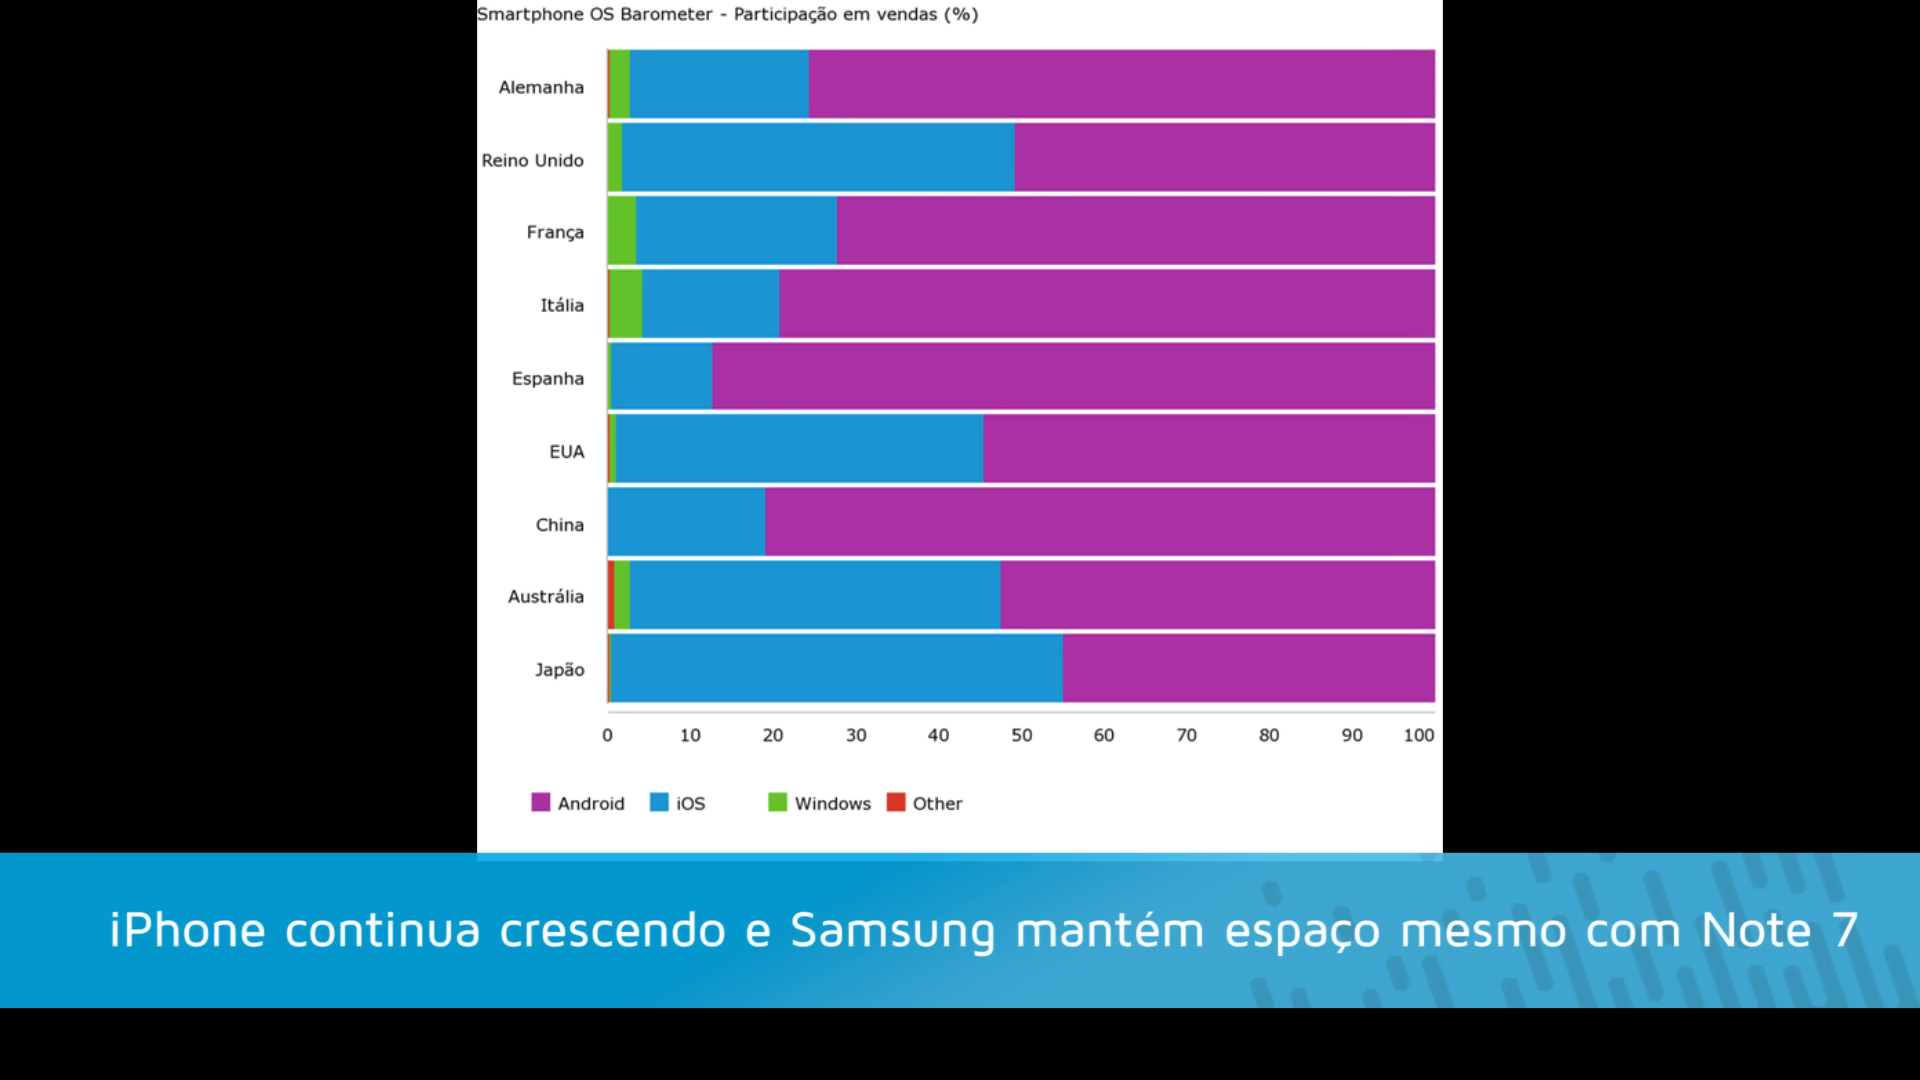 Smartphone OS Barometer - Participação em vendas (%)
Alemanha
Reino Unido
França
Itália
Espanha
EUA
China
Austrália
Japão
0 10 20 30 40 50 60 70 80 90 100
Android iOS Windows Other
iPhone continua crescendo e Samsung mantém espaço mesmo com Note 7